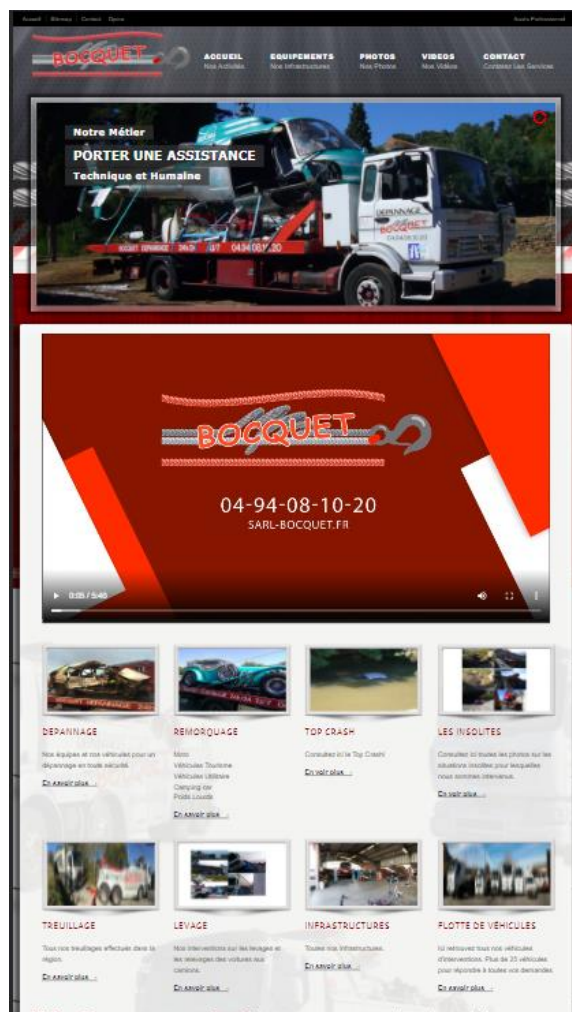 Accueil Sitemap Contact
Accès Professionnel
BOCQUET
ACCUEIL EQUIPEMENTS PHOTOS VIDEOS CONTACT
Nos Activités Nos Infrastructures Nos Photos Nos Vidéos Contactez Les Services
Notre Métier
PORTER UNE ASSISTANCE
Technique et Humaine
DEPANNAGE
BOCQUET
BOCQUET
04-94-08-10-20
SARL-BOCQUET.FR
0:05 / 5:40
DEPANNAGE REMORQUAGE TOP CRASH LES INSOLITES
Nos équipes et nos véhicules pour un
dépannage en toute sécurité.
En savoir plus →
Moto
Véhicules Tourisme
Véhicules Utilitaire
Camping car
Poids Lourds
En savoir plus →
Consultez ici le Top Crash!
En voir plus →
Consultez ici toutes les photos sur les
situations insolites pour lesquelles
nous sommes intervenus.
En voir plus →
TREUILLAGE LEVAGE INFRASTRUCTURES FLOTTE DE VÉHICULES
Tous nos treuillages effectués dans la
région.
En savoir plus →
Nos interventions sur les levages et
les relevages des voitures aux
camions.
En savoir plus →
Toutes nos infrastructures.
En savoir plus →
Ici retrouvez tous nos véhicules
d'interventions. Plus de 20 véhicules
pour répondre à toutes vos demandes
En savoir plus →